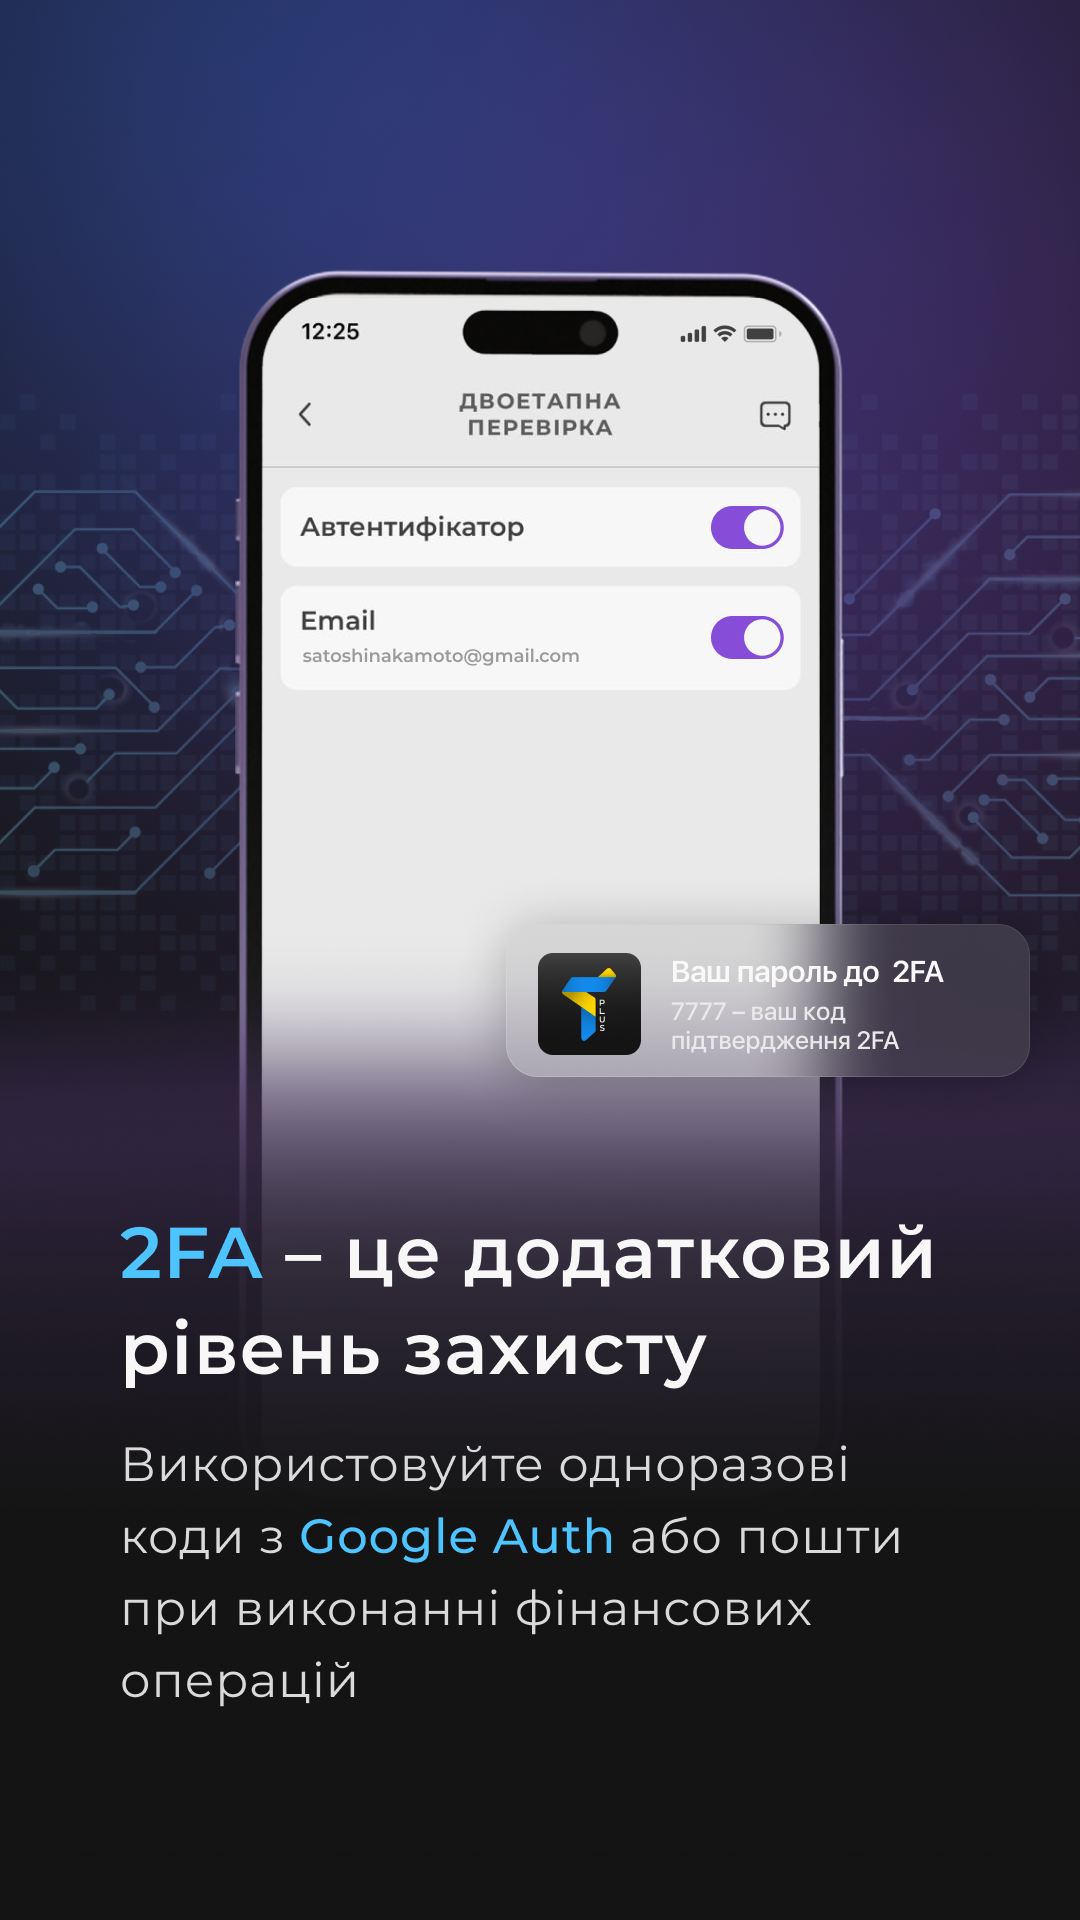 12:25
ДВОЕТАПНА
ПЕРЕВІРКА
Автентифікатор
Email
satoshinakamoto@gmail.com
PLUS
Ваш пароль до 2FA
7777 – ваш код
підтвердження 2FA
2FA – це додатковий
рівень захисту
Використовуйте одноразові
коди з Google Auth або пошти
при виконанні фінансових
операцій